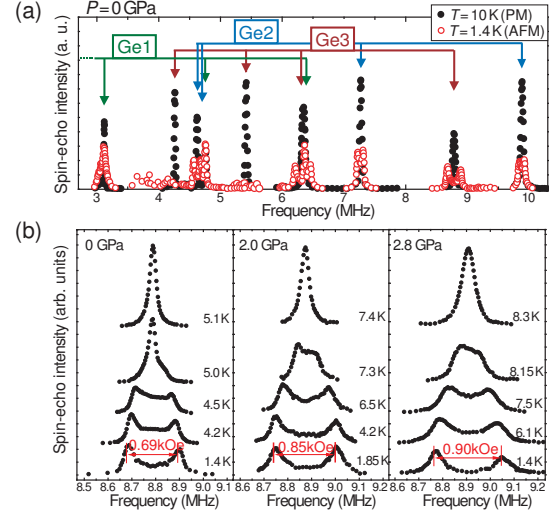 (a)
P=0 GPa
T=10K(PM)
T=1.4K(AFM)
Ge1
Ge2
Ge3
Spin-echo intensity (a. u.)
3 4 5 6 7 8 9 10
Frequency (MHz)
(b)
Spin-echo intensity (arb. units)
0 GPa
5.1K
5.0K
4.5K
4.2K
0.69kOe
1.4K
8.5 8.6 8.7 8.8 8.9 9.0 9.1
Frequency (MHz)
2.0 GPa
7.4K
7.3K
6.5K
4.2K
0.85kOe
1.85K
8.6 8.7 8.8 8.9 9.0 9.1 9.2
Frequency (MHz)
2.8 GPa
8.3K
8.15K
7.5K
6.1K
0.90kOe
1.4K
8.6 8.7 8.8 8.9 9.0 9.1 9.2
Frequency (MHz)